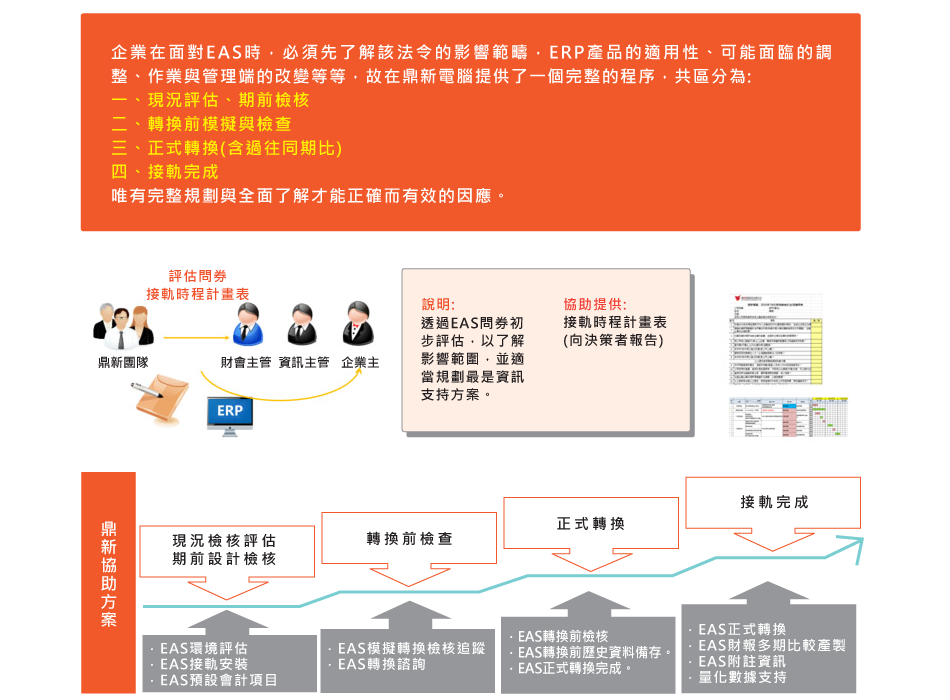 企業在面對EAS時，必須先了解該法令的影響範疇，ERP產品的適用性、可能面臨的調
整、作業與管理端的改變等等，故在鼎新電腦提供了一個完整的程序，共區分為:
一、現況評估、期前檢核
二、轉換前模擬與檢查
三、正式轉換(含過往同期比)
四、接軌完成
唯有完整規劃與全面了解才能正確而有效的因應。
評估問券
接軌時程計畫表
鼎新團隊
財會主管
資訊主管
企業主
ERP
說明:
透過EAS問券初
步評估，以了解
影響範圍，並適
當規劃最是資訊
支持方案。
協助提供:
接軌時程計畫表
(向決策者報告)
鼎新協助方案
現況檢核評估
期前設計檢核
轉換前檢查
正式轉換
接軌完成
．EAS環境評估
．EAS接軌安裝
．EAS預設會計項目
．EAS模擬轉換檢核追蹤
．EAS轉換諮詢
．EAS轉換前檢核
．EAS轉換前歷史資料備存。
．EAS正式轉換完成。
．EAS正式轉換
．EAS財報多期比較產製
．EAS附註資訊
．量化數據支持